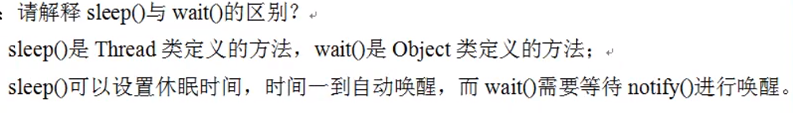 ：请解释 sleep()与 wait()的区别？
sleep()是 Thread 类定义的方法，wait()是 Object 类定义的方法；
sleep()可以设置休眠时间，时间一到自动唤醒，而 wait()需要等待 notify()进行唤醒。